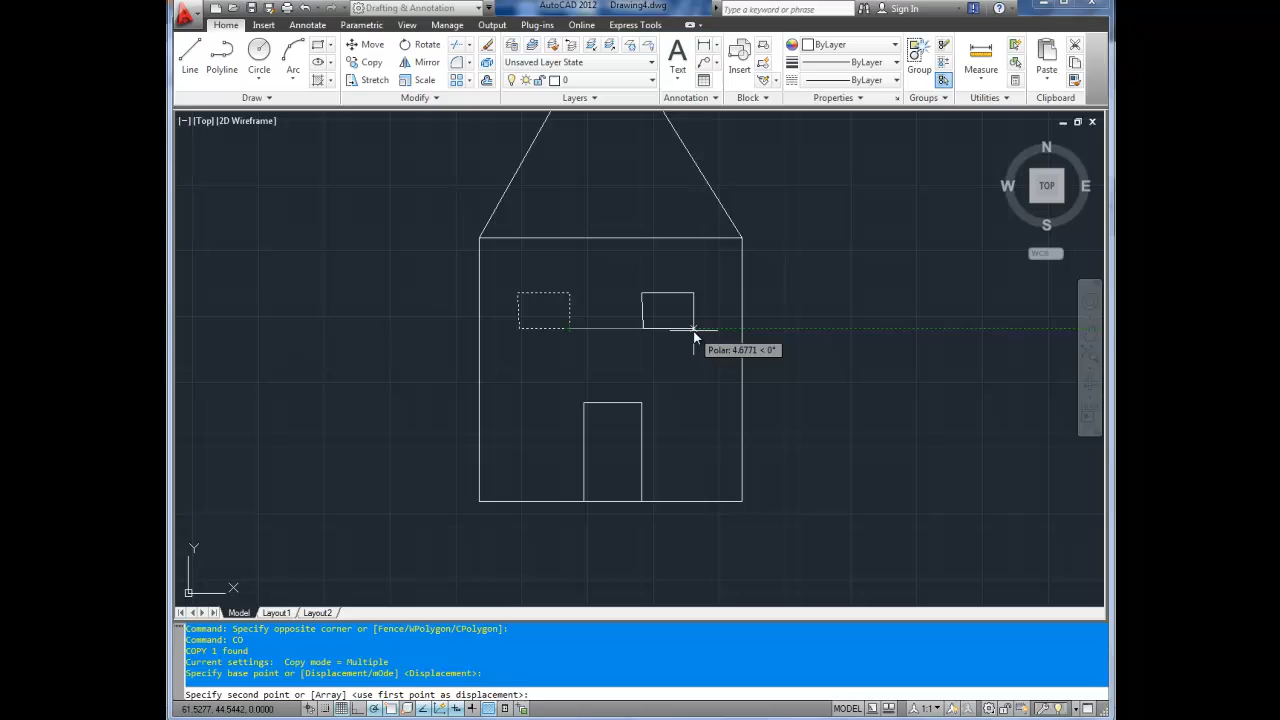 Drafting & Annotation
AutoCAD 2012 Drawing4.dwg
Type a keyword or phrase
Sign In
Home Insert Annotate Parametric View Manage Output Plug-ins Online Express Tools
Line Polyline Circle Arc
Move Rotate
Copy Mirror
Stretch Scale
Unsaved Layer State
0
Text
Insert
ByLayer
ByLayer
ByLayer
Group
Measure
Paste
Draw Modify Layers Annotation Block Properties Groups Utilities Clipboard
[−] [Top] [2D Wireframe]
N
W TOP E
S
WCS
Polar: 4.6771 < 0°
Y
X
Model Layout1 Layout2
Command: Specify opposite corner or [Fence/WPolygon/CPolygon]:
Command: CO
COPY 1 found
Current settings: Copy mode = Multiple
Specify base point or [Displacement/mOde] <Displacement>:
Specify second point or [Array] <use first point as displacement>:
61.5277, 44.5442, 0.0000
MODEL
1:1